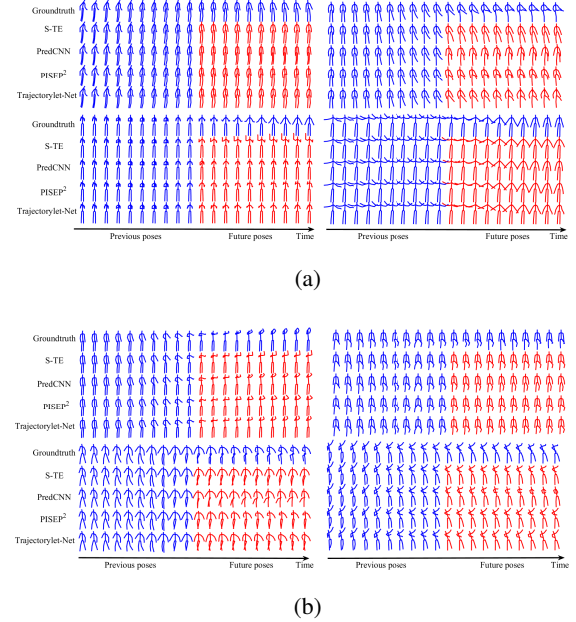 Groundtruth
S-TE
PredCNN
PISEP²
Trajectorylet-Net
Groundtruth
S-TE
PredCNN
PISEP²
Trajectorylet-Net
Previous poses Future poses Time Previous poses Future poses Time
(a)
Groundtruth
S-TE
PredCNN
PISEP²
Trajectorylet-Net
Groundtruth
S-TE
PredCNN
PISEP²
Trajectorylet-Net
Previous poses Future poses Time Previous poses Future poses Time
(b)